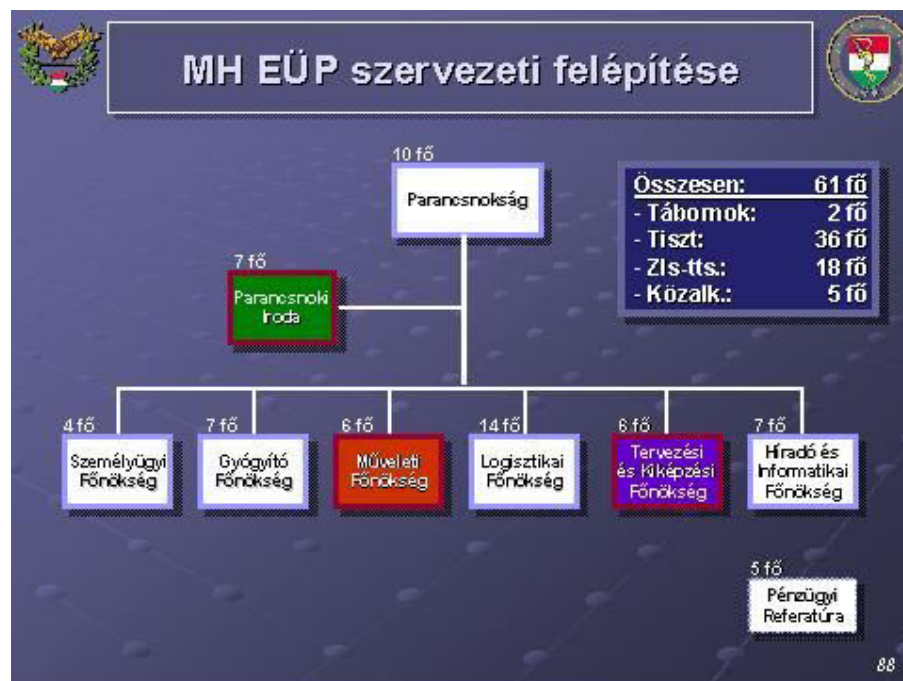 MH EÜP szervezeti felépítése
10 fő
Parancsnokság
Összesen: 61 fő
- Tábornok: 2 fő
- Tiszt: 36 fő
- Zls-tts.: 18 fő
- Közalk.: 5 fő
7 fő
Parancsnoki
Iroda
4 fő
Személyügyi
Főnökség
7 fő
Gyógyító
Főnökség
6 fő
Műveleti
Főnökség
14 fő
Logisztikai
Főnökség
6 fő
Tervezési
és Kiképzési
Főnökség
7 fő
Híradó és
Informatikai
Főnökség
5 fő
Pénzügyi
Referatúra
88